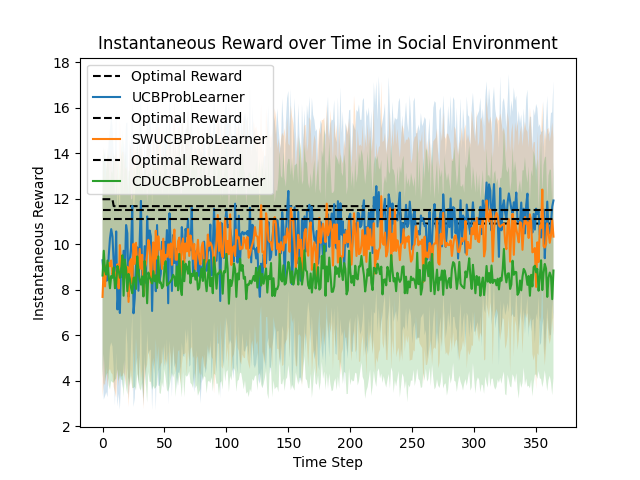 Instantaneous Reward over Time in Social Environment
18
16
14
12
10
8
6
4
2
Instantaneous Reward
Optimal Reward
UCBProbLearner
Optimal Reward
SWUCBProbLearner
Optimal Reward
CDUCBProbLearner
0 50 100 150 200 250 300 350
Time Step